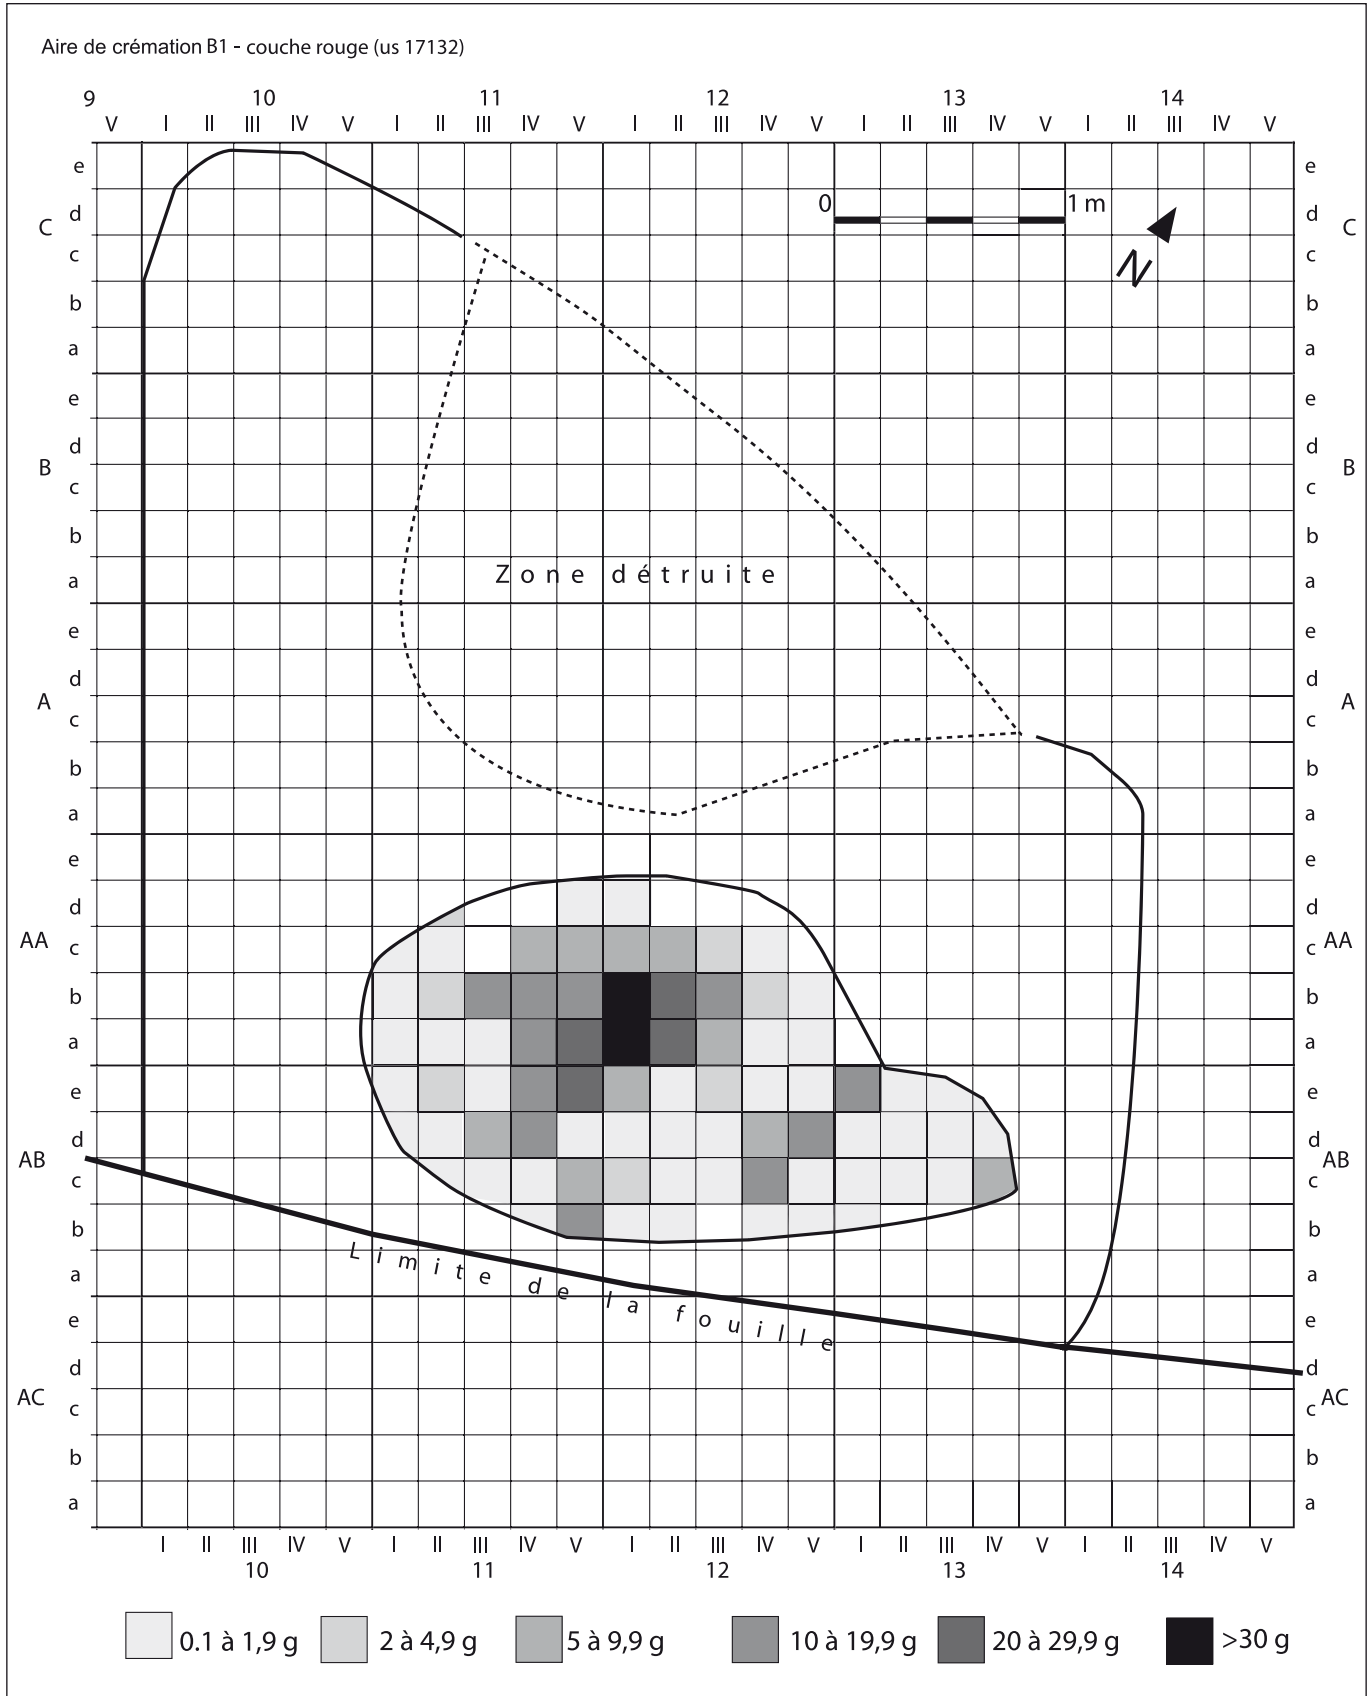 Aire de crémation B1 - couche rouge (us 17132)
9 10 11 12 13 14
V I II III IV V I II III IV V I II III IV V I II III IV V I II III IV V
e e
d 0 1 m d
C C
c c
N
b b
a a
e e
d d
B B
c c
b b
a Zone détruite a
e e
d d
A A
c c
b b
a a
e e
d d
AA AA
c c
b b
a a
e e
d d
AB AB
c c
b b
Limite de la fouille
a a
e e
d d
AC AC
c c
b b
a a
I II III IV V I II III IV V I II III IV V I II III IV V I II III IV V
10 11 12 13 14
0.1 à 1,9 g 2 à 4,9 g 5 à 9,9 g 10 à 19,9 g 20 à 29,9 g >30 g